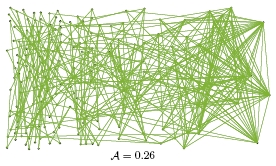 𝒜 = 0.26